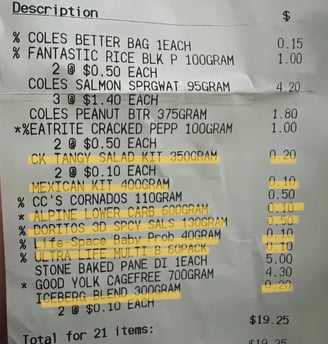 Description $
% COLES BETTER BAG 1EACH 0.15
% FANTASTIC RICE BLK P 100GRAM 1.00
2 @ $0.50 EACH
COLES SALMON SPRGWAT 95GRAM 4.20
3 @ $1.40 EACH
COLES PEANUT BTR 375GRAM 1.80
*%EATRITE CRACKED PEPP 100GRAM 1.00
2 @ $0.50 EACH
CK TANGY SALAD KIT 350GRAM 0.20
2 @ $0.10 EACH
MEXICAN KIT 400GRAM 0.10
% CC'S CORNADOS 110GRAM 0.50
* ALPINE LOWER CARB 600GRAM 0.10
% DORITOS 3D SPCY SALS 130GRAM 0.50
% Life-Space Baby Prob 40GRAM 0.10
% ULTRA LIFE MULTI B 60PACK 0.10
STONE BAKED PANE DI 1EACH 5.00
* GOOD YOLK CAGEFREE 700GRAM 4.30
ICEBERG BLEND 300GRAM 0.20
2 @ $0.10 EACH
Total for 21 items: $19.25
$19.25